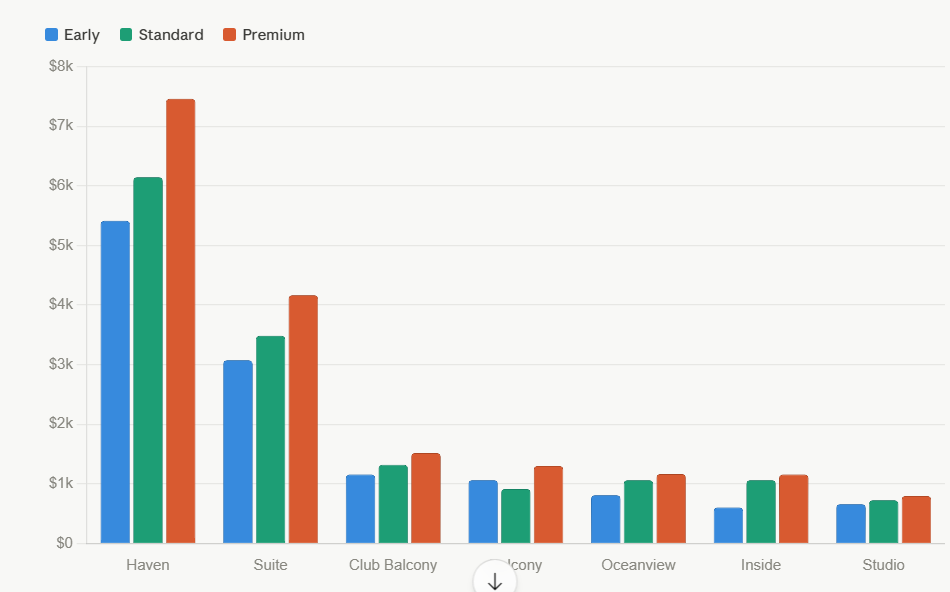 Early Standard Premium
$8k
$7k
$6k
$5k
$4k
$3k
$2k
$1k
$0
Haven Suite Club Balcony lcony Oceanview Inside Studio